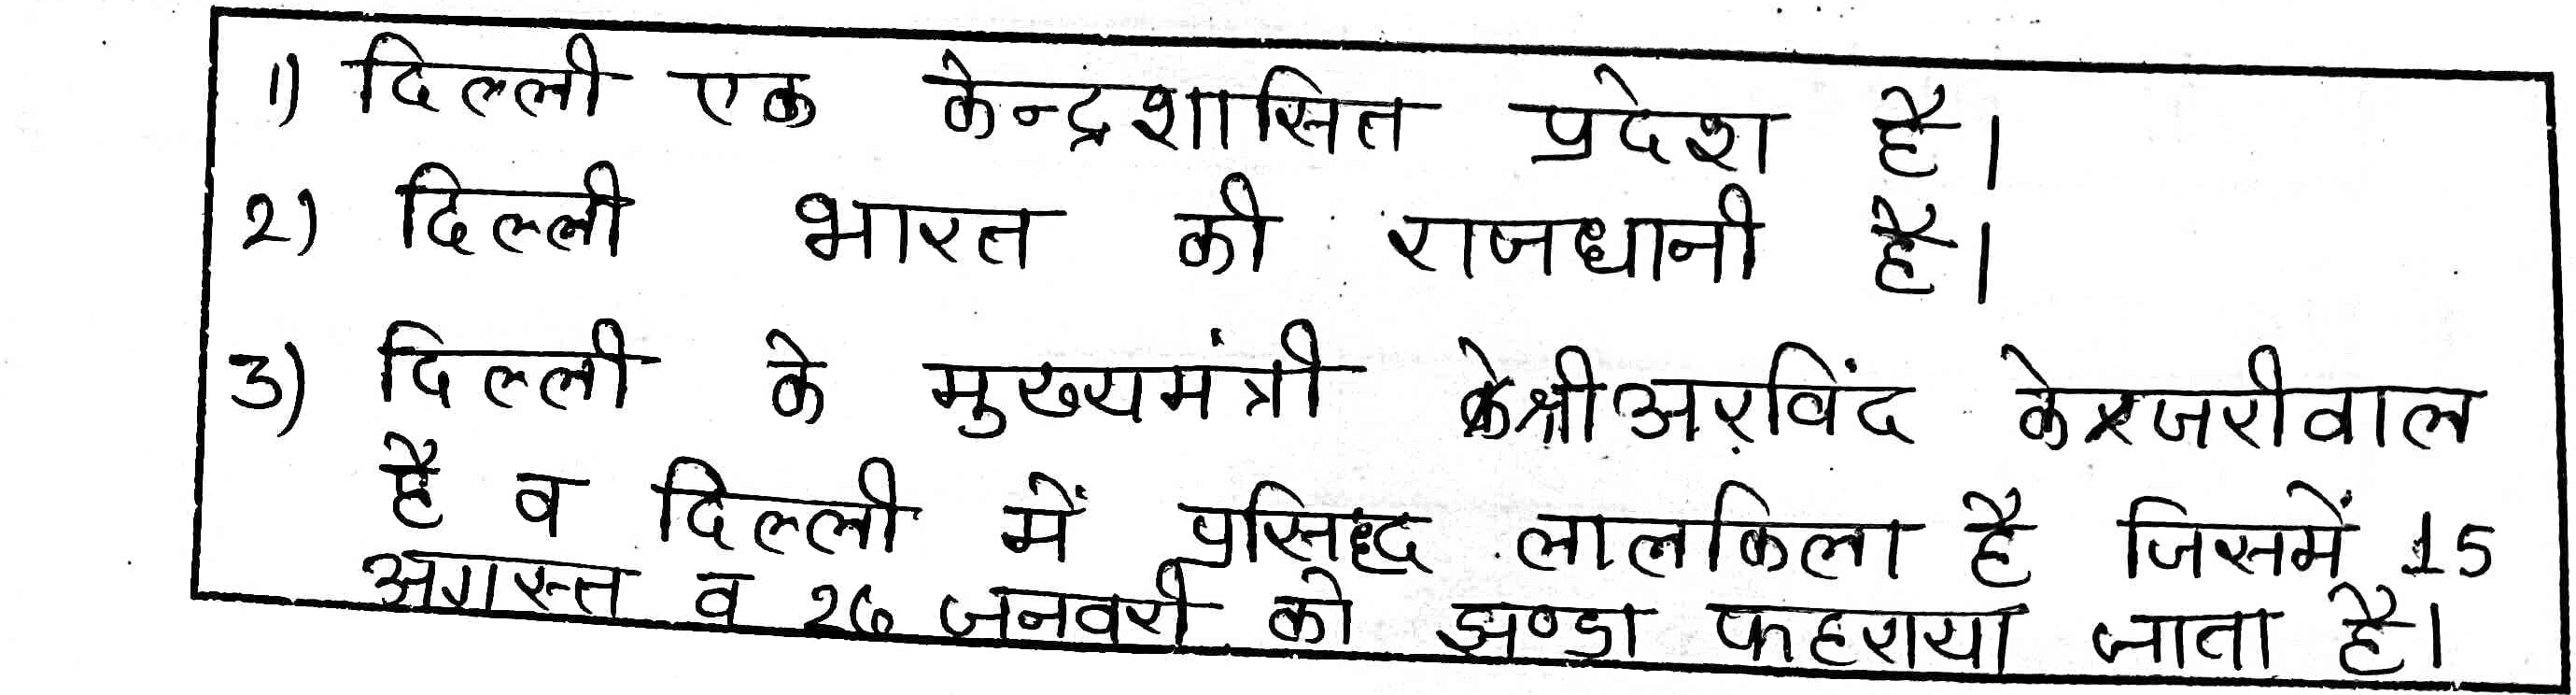 1) दिल्ली एक केन्द्रशासित प्रदेश है।
2) दिल्ली भारत की राजधानी है।
3) दिल्ली के मुख्यमंत्री श्री अरविंद केजरीवाल
है व दिल्ली में प्रसिद्ध लालकिला है जिसमें 15
अगस्त व 26 जनवरी को झण्डा फहराया जाता है।